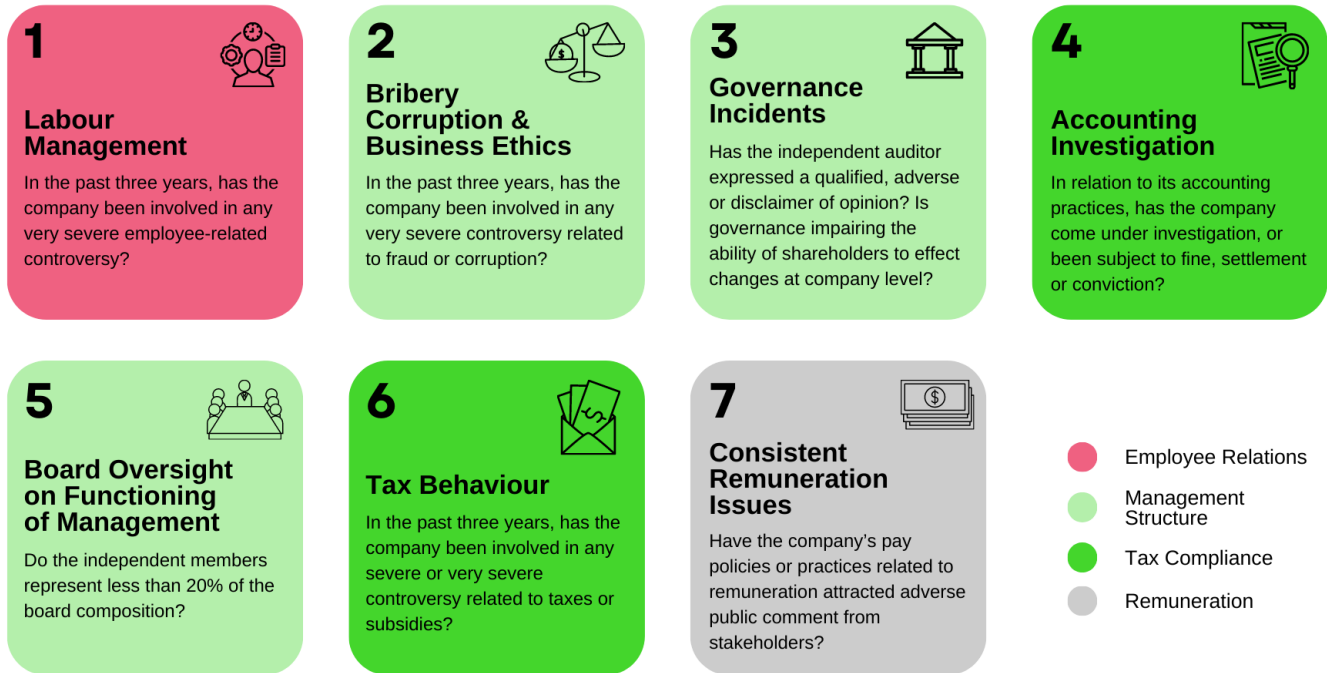 1
Labour
Management
In the past three years, has the
company been involved in any
very severe employee-related
controversy?
2
$
Bribery
Corruption &
Business Ethics
In the past three years, has the
company been involved in any
very severe controversy related
to fraud or corruption?
3
Governance
Incidents
Has the independent auditor
expressed a qualified, adverse
or disclaimer of opinion? Is
governance impairing the
ability of shareholders to effect
changes at company level?
4
Accounting
Investigation
In relation to its accounting
practices, has the company
come under investigation, or
been subject to fine, settlement
or conviction?
5
Board Oversight
on Functioning
of Management
Do the independent members
represent less than 20% of the
board composition?
6
$
Tax Behaviour
In the past three years, has the
company been involved in any
severe or very severe
controversy related to taxes or
subsidies?
7
$
Consistent
Remuneration
Issues
Have the company’s pay
policies or practices related to
remuneration attracted adverse
public comment from
stakeholders?
Employee Relations
Management
Structure
Tax Compliance
Remuneration